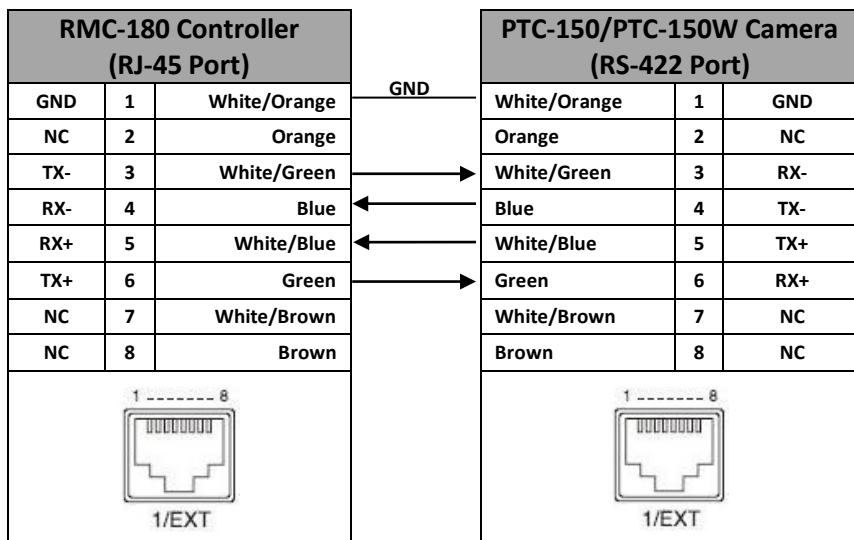 RMC-180 Controller
(RJ-45 Port)
GND 1 White/Orange
NC 2 Orange
TX- 3 White/Green
RX- 4 Blue
RX+ 5 White/Blue
TX+ 6 Green
NC 7 White/Brown
NC 8 Brown
1 ------- 8
1/EXT
GND
PTC-150/PTC-150W Camera
(RS-422 Port)
White/Orange 1 GND
Orange 2 NC
White/Green 3 RX-
Blue 4 TX-
White/Blue 5 TX+
Green 6 RX+
White/Brown 7 NC
Brown 8 NC
1 ------- 8
1/EXT